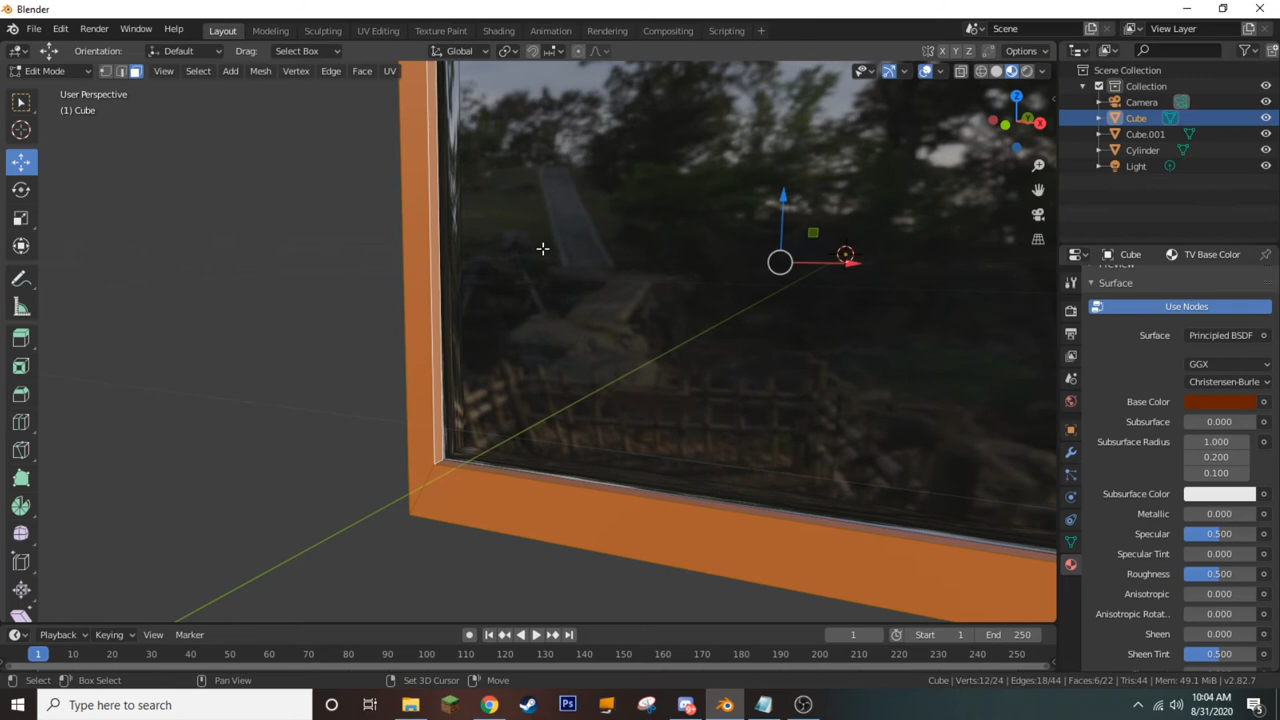 Blender
File Edit Render Window Help Layout Modeling Sculpting UV Editing Texture Paint Shading Animation Rendering Compositing Scripting + Scene View Layer
Orientation: Default Drag: Select Box Global X Y Z Options
Edit Mode View Select Add Mesh Vertex Edge Face UV
User Perspective
(1) Cube
Z
Y
X
Scene Collection
Collection
Camera
Cube
Cube.001
Cylinder
Light
Cube TV Base Color
Surface
Use Nodes
Surface Principled BSDF
GGX
Christensen-Burle
Base Color
Subsurface 0.000
Subsurface Radius 1.000
0.200
0.100
Subsurface Color
Metallic 0.000
Specular 0.500
Specular Tint 0.000
Roughness 0.500
Anisotropic 0.000
Anisotropic Rotat.. 0.000
Sheen 0.000
Sheen Tint 0.500
Playback Keying View Marker 1 Start 1 End 250
1 10 20 30 40 50 60 70 80 90 100 110 120 130 140 150 160 170 180 190 200 210 220 230 240 250
Select Box Select Pan View Set 3D Cursor Move Cube | Verts:12/24 | Edges:18/44 | Faces:6/22 | Tris:44 | Mem: 49.1 MiB | v2.82.7
Type here to search
10:04 AM
8/31/2020